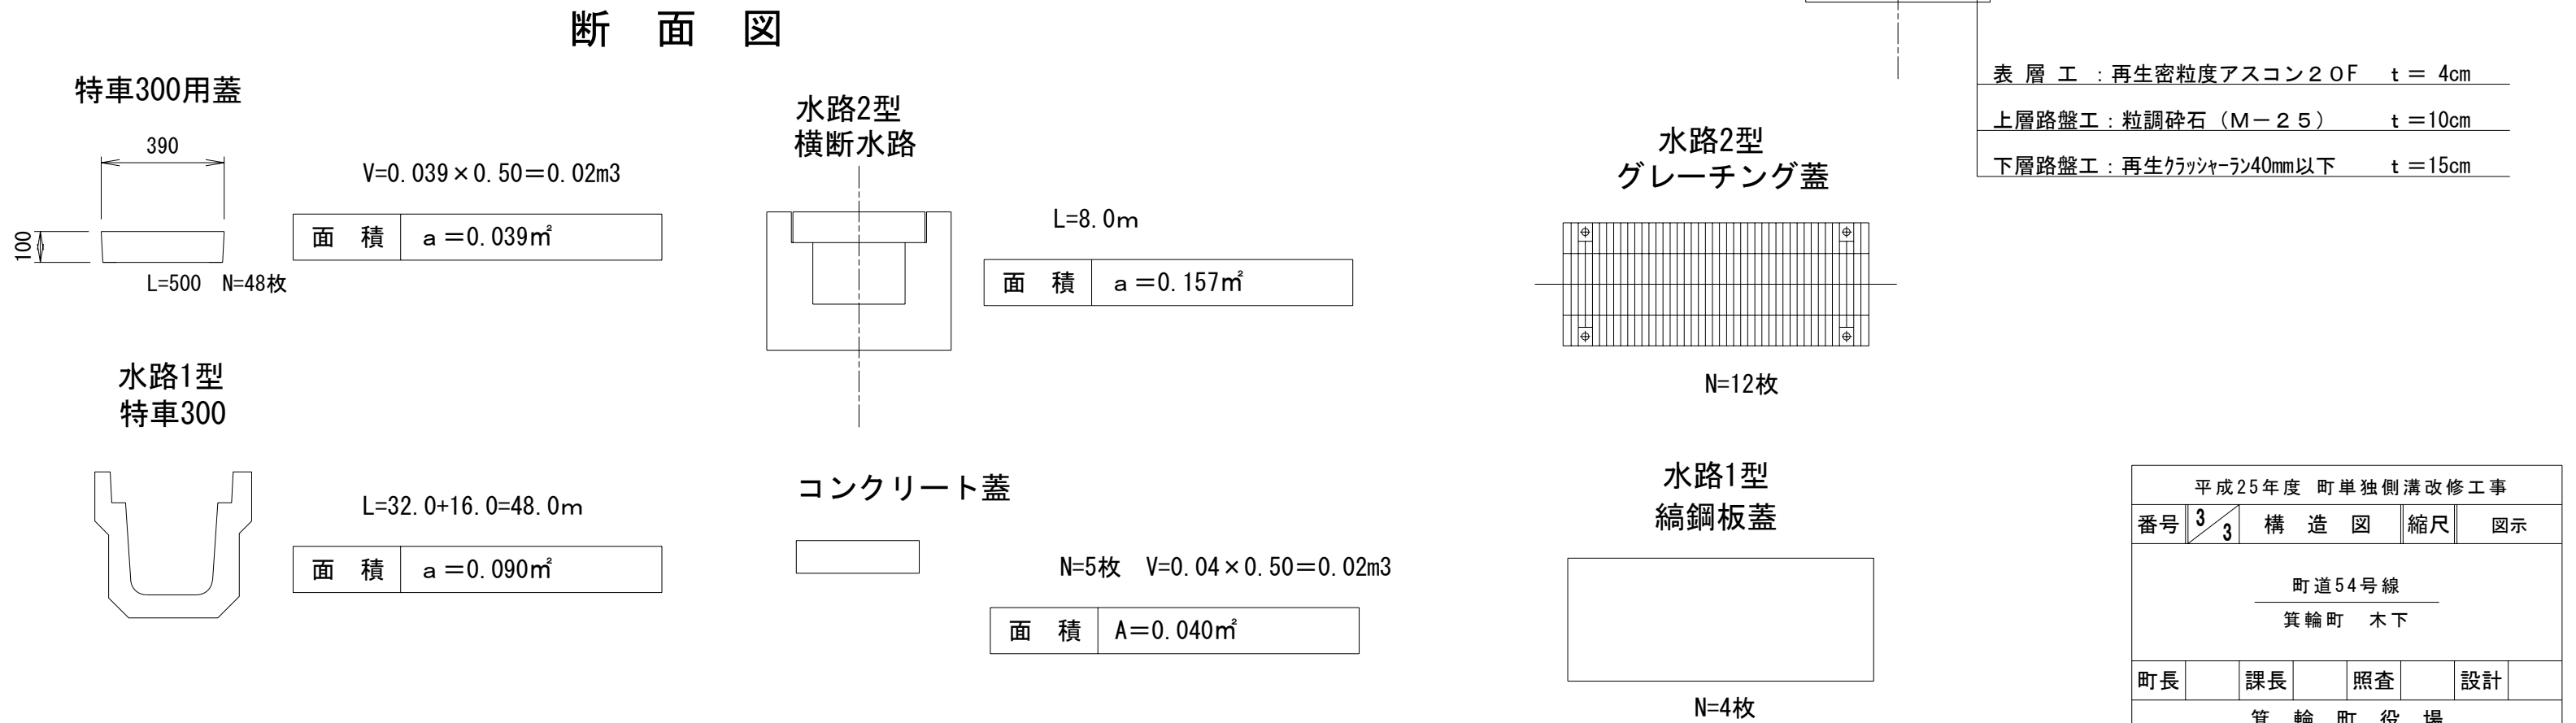 断 面 図
特車300用蓋
390
100
L=500 N=48枚
V=0.039×0.50=0.02m3
面 積 a=0.039㎡
水路1型
特車300
L=32.0+16.0=48.0m
面 積 a=0.090㎡
水路2型
横断水路
L=8.0m
面 積 a=0.157㎡
コンクリート蓋
N=5枚 V=0.04×0.50=0.02m3
面 積 A=0.040㎡
水路2型
グレーチング蓋
N=12枚
水路1型
縞鋼板蓋
N=4枚
表 層 工 :再生密粒度アスコン20F t= 4cm
上層路盤工:粒調砕石(M-25) t=10cm
下層路盤工:再生クラッシャーラン40mm以下 t=15cm
平成25年度 町単独側溝改修工事
番号 3/3 構 造 図 縮尺 図示
町道54号線
箕輪町 木下
町長 課長 照査 設計
箕 輪 町 役 場